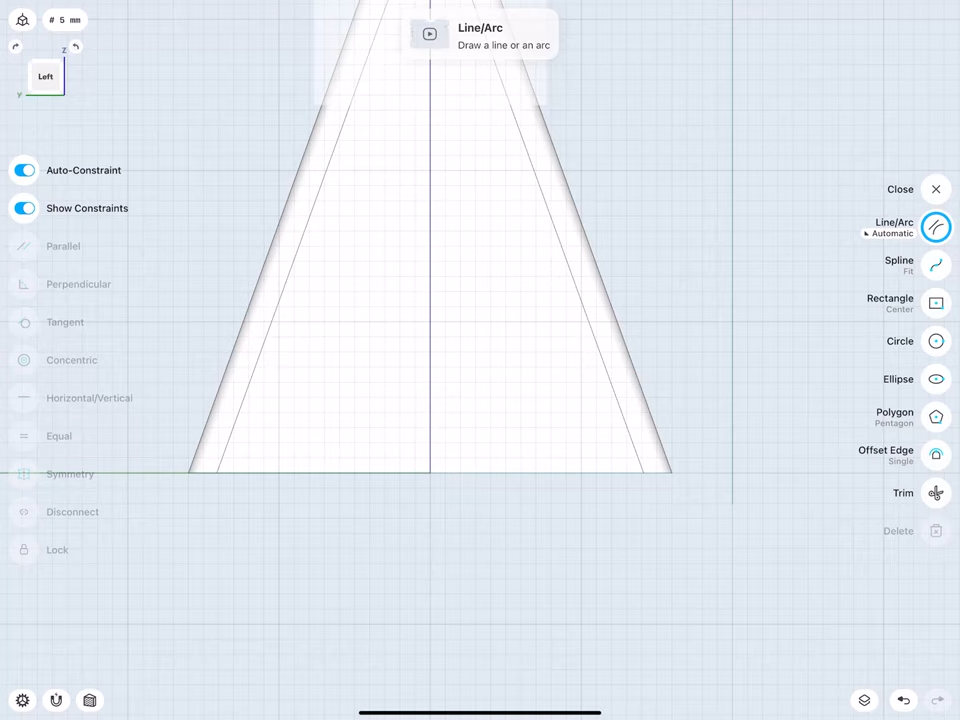 # 5 mm
Line/Arc
Draw a line or an arc
Z
Left
Y
Auto-Constraint
Show Constraints
Parallel
Perpendicular
Tangent
Concentric
Horizontal/Vertical
Equal
Symmetry
Disconnect
Lock
Close
Line/Arc
Automatic
Spline
Fit
Rectangle
Center
Circle
Ellipse
Polygon
Pentagon
Offset Edge
Single
Trim
Delete